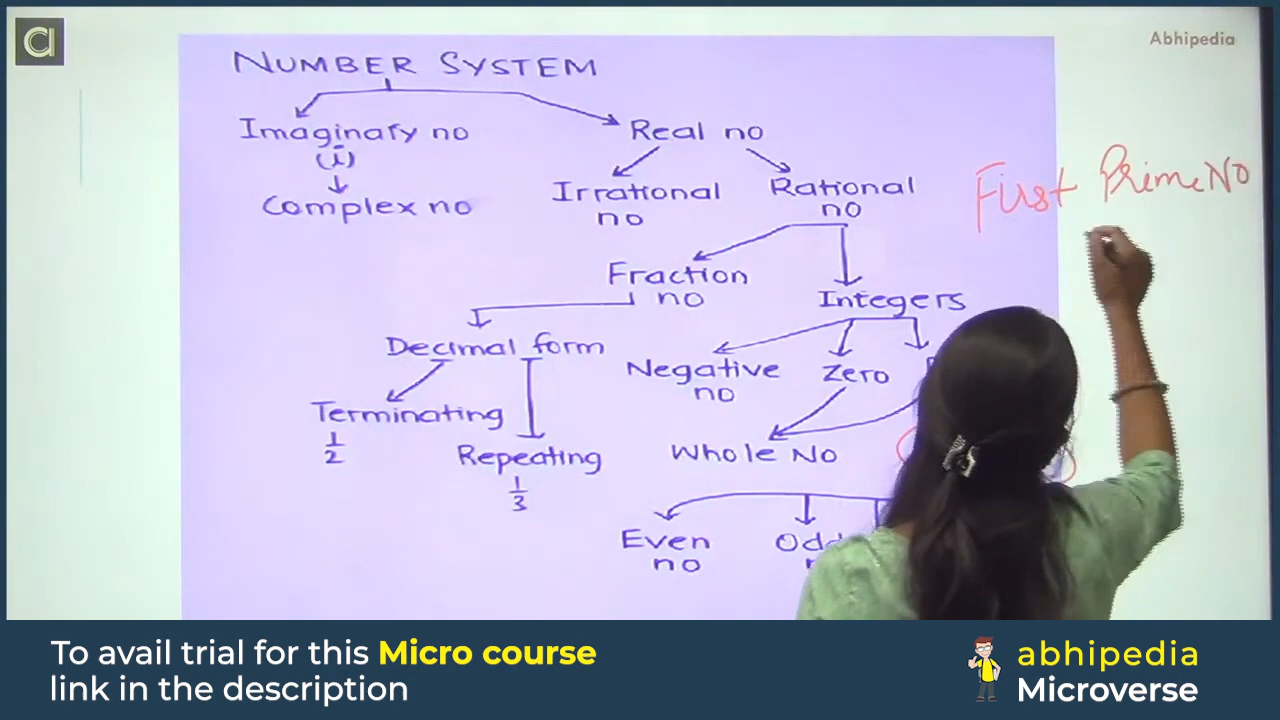 Abhipedia
NUMBER SYSTEM
Imaginary no
(i)
Complex no
Real no
Irrational
no
Rational
no
First Prime No
Fraction
no
Integers
Decimal form
Terminating
1/2
Repeating
1/3
Negative
no
Zero
Whole No
Even
no
To avail trial for this Micro course
link in the description
abhipedia
Microverse